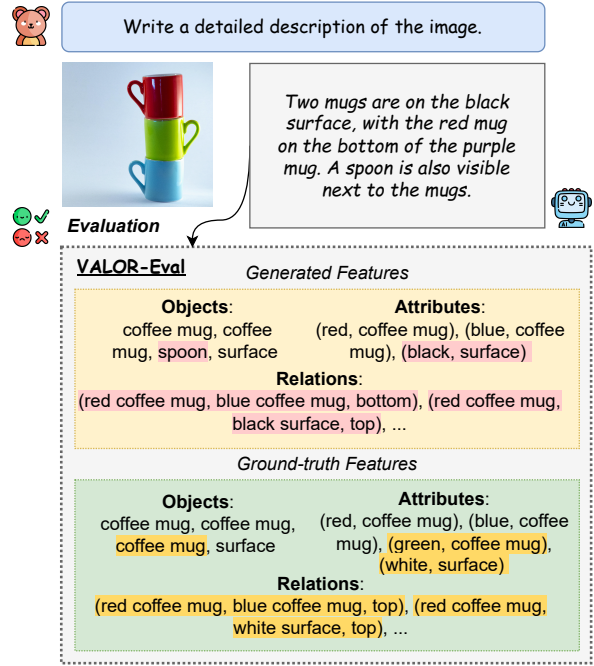 Write a detailed description of the image.
Two mugs are on the black
surface, with the red mug
on the bottom of the purple
mug. A spoon is also visible
next to the mugs.
AI
Evaluation
VALOR-Eval
Generated Features
Objects:
coffee mug, coffee
mug, spoon, surface
Attributes:
(red, coffee mug), (blue, coffee
mug), (black, surface)
Relations:
(red coffee mug, blue coffee mug, bottom), (red coffee mug,
black surface, top), ...
Ground-truth Features
Objects:
coffee mug, coffee mug,
coffee mug, surface
Attributes:
(red, coffee mug), (blue, coffee
mug), (green, coffee mug),
(white, surface)
Relations:
(red coffee mug, blue coffee mug, top), (red coffee mug,
white surface, top), ...